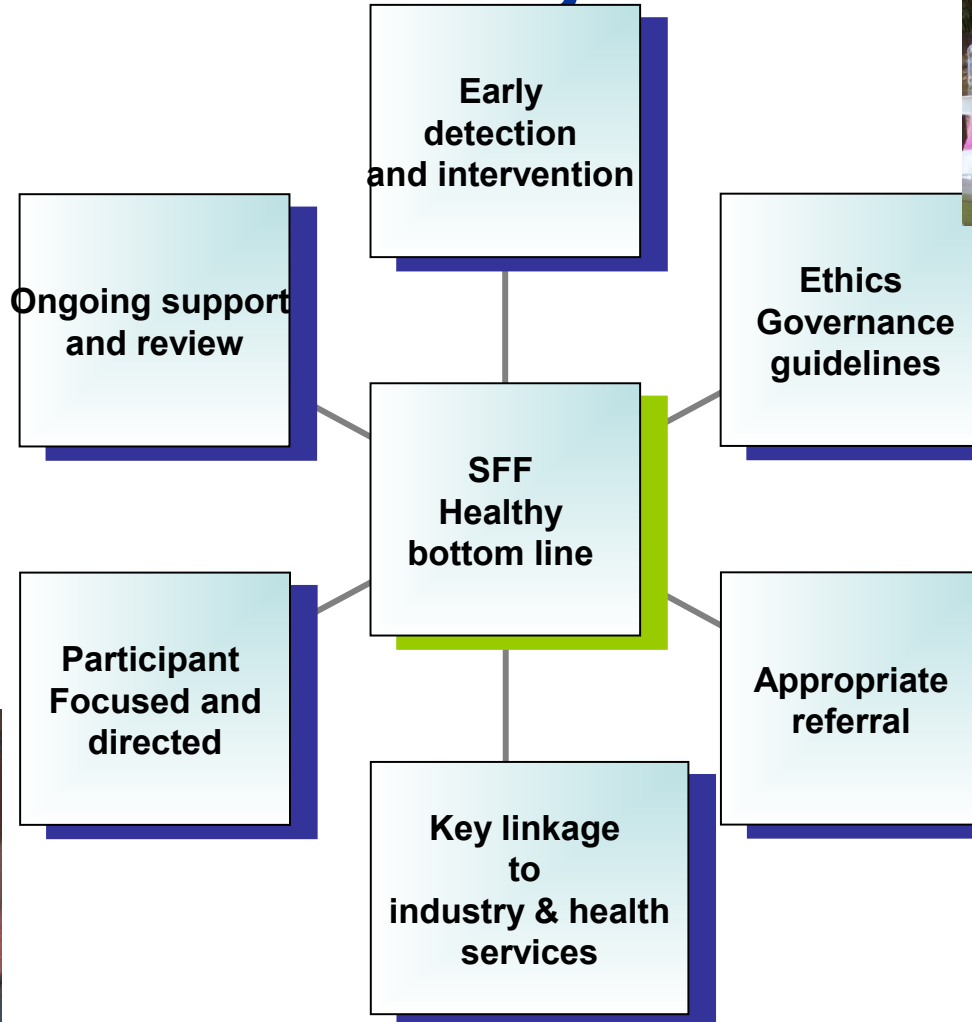 Early
detection
and intervention
Ongoing support
and review
Ethics
Governance
guidelines
SFF
Healthy
bottom line
Participant
Focused and
directed
Appropriate
referral
Key linkage
to
industry & health
services